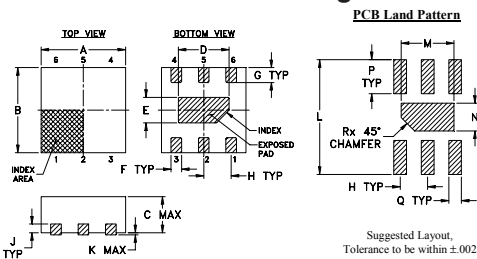 PCB Land Pattern
TOP VIEW
A
6 5 4
B
INDEX
AREA
1 2 3
BOTTOM VIEW
D
4 5 6
G TYP
E
INDEX
EXPOSED
PAD
F TYP
3 2 1
H TYP
C MAX
J
TYP
K MAX
M
P
TYP
L
N
Rx 45°
CHAMFER
H TYP
Q TYP
Suggested Layout,
Tolerance to be within ±.002